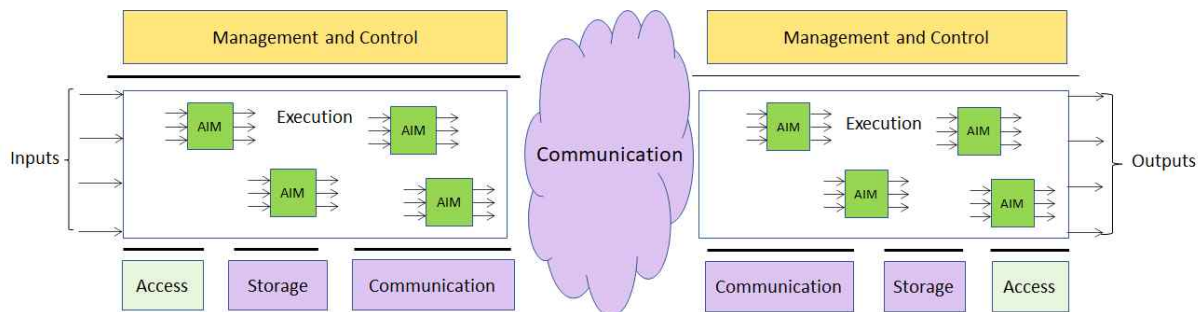 Management and Control
Management and Control
Inputs
AIM
Execution
AIM
AIM
AIM
Communication
AIM
Execution
AIM
AIM
AIM
Outputs
Access
Storage
Communication
Communication
Storage
Access